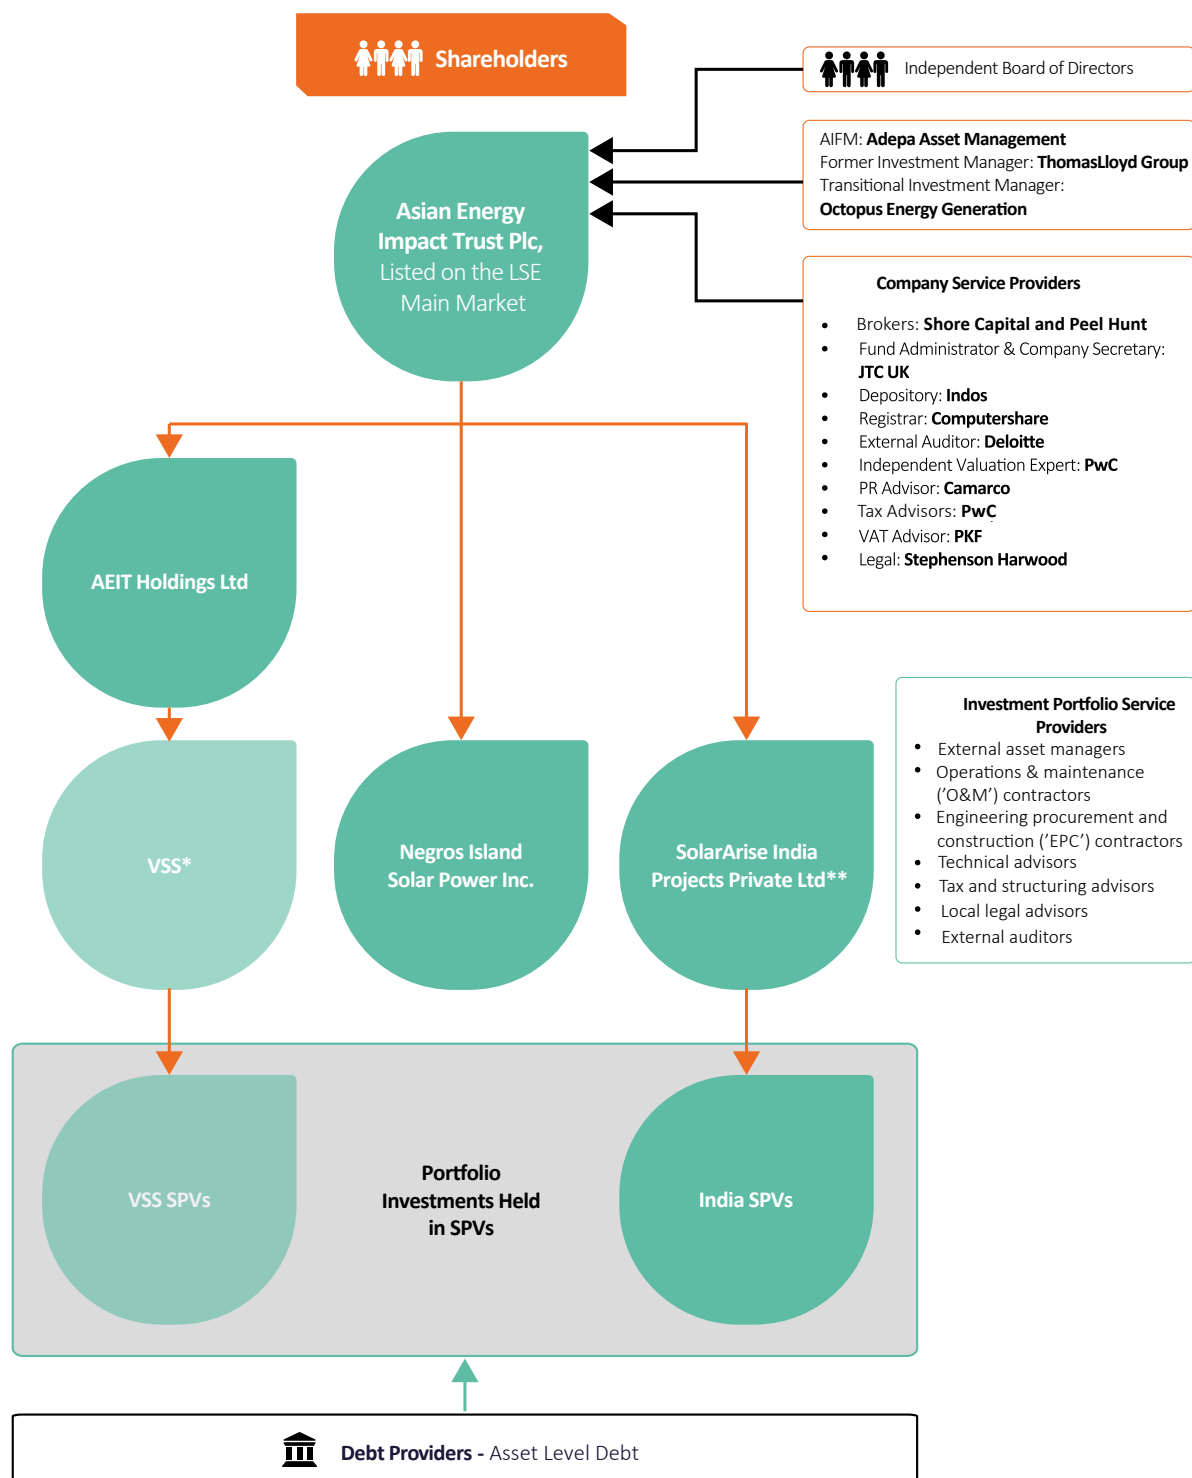 Shareholders
Independent Board of Directors
AIFM: Adepa Asset Management
Former Investment Manager: ThomasLloyd Group
Transitional Investment Manager:
Octopus Energy Generation
Asian Energy
Impact Trust Plc,
Listed on the LSE
Main Market
Company Service Providers
• Brokers: Shore Capital and Peel Hunt
• Fund Administrator & Company Secretary:
JTC UK
• Depository: Indos
• Registrar: Computershare
• External Auditor: Deloitte
• Independent Valuation Expert: PwC
• PR Advisor: Camarco
• Tax Advisors: PwC
• VAT Advisor: PKF
• Legal: Stephenson Harwood
AEIT Holdings Ltd
Investment Portfolio Service
Providers
• External asset managers
• Operations & maintenance
('O&M') contractors
• Engineering procurement and
construction ('EPC') contractors
• Technical advisors
• Tax and structuring advisors
• Local legal advisors
• External auditors
VSS*
Negros Island
Solar Power Inc.
SolarArise India
Projects Private Ltd**
VSS SPVs
Portfolio
Investments Held
in SPVs
India SPVs
Debt Providers - Asset Level Debt